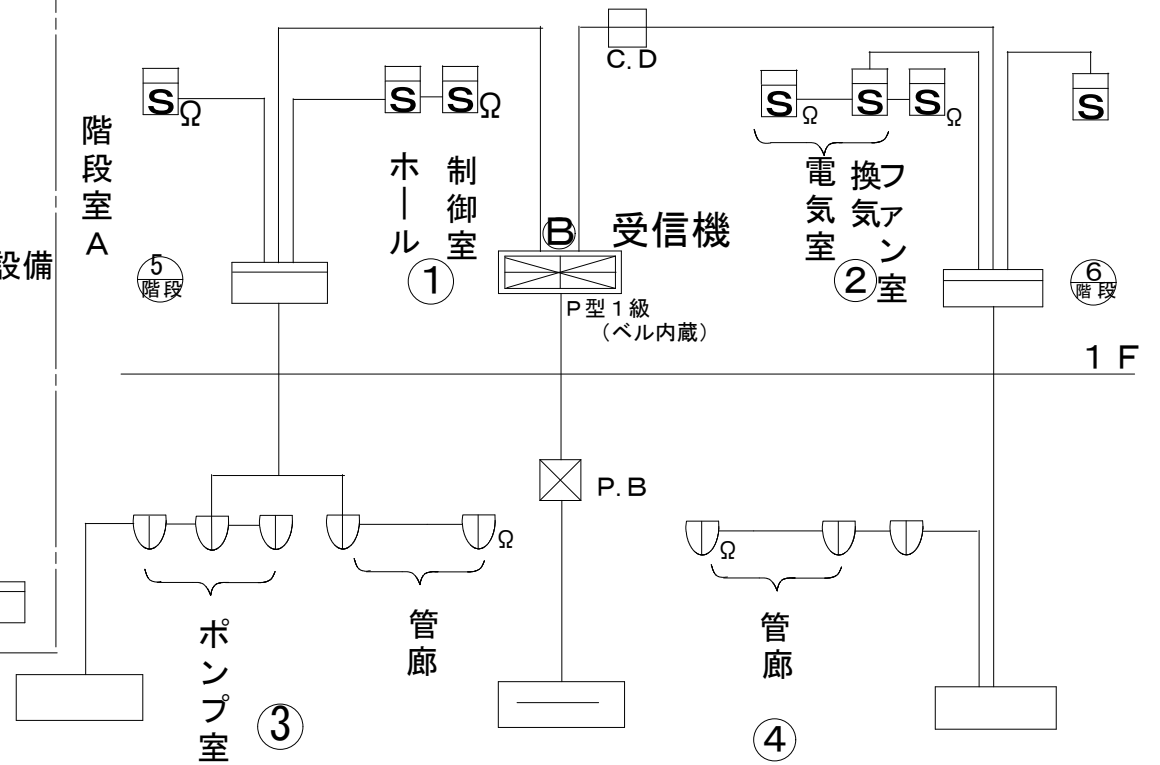 C.D
S Ω
S
S Ω
S Ω
S
S Ω
S
階段室A
ホール
制御室
電気室
換気ファン室
設備
B
受信機
5
階段
①
②
6
階段
P型1級
（ベル内蔵）
1F
P.B
Ω
Ω
ポンプ室
管廊
管廊
③
④